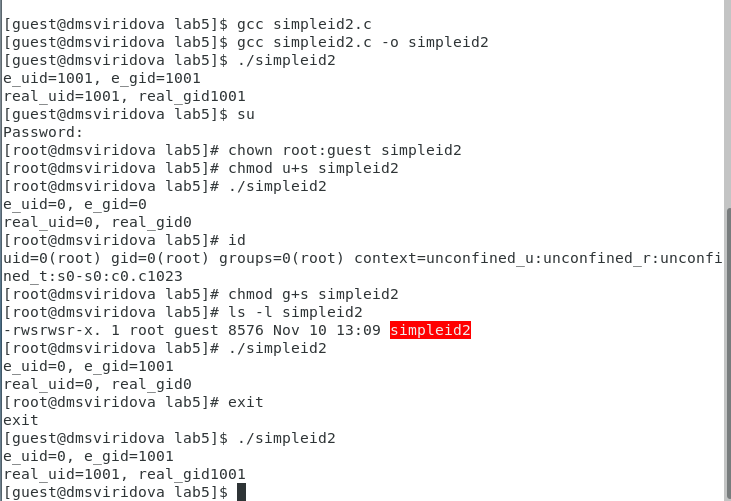 [guest@dmsviridova lab5]$ gcc simpleid2.c
[guest@dmsviridova lab5]$ gcc simpleid2.c -o simpleid2
[guest@dmsviridova lab5]$ ./simpleid2
e_uid=1001, e_gid=1001
real_uid=1001, real_gid1001
[guest@dmsviridova lab5]$ su
Password:
[root@dmsviridova lab5]# chown root:guest simpleid2
[root@dmsviridova lab5]# chmod u+s simpleid2
[root@dmsviridova lab5]# ./simpleid2
e_uid=0, e_gid=0
real_uid=0, real_gid0
[root@dmsviridova lab5]# id
uid=0(root) gid=0(root) groups=0(root) context=unconfined_u:unconfined_r:unconfi
ned_t:s0-s0:c0.c1023
[root@dmsviridova lab5]# chmod g+s simpleid2
[root@dmsviridova lab5]# ls -l simpleid2
-rwsrwsr-x. 1 root guest 8576 Nov 10 13:09 simpleid2
[root@dmsviridova lab5]# ./simpleid2
e_uid=0, e_gid=1001
real_uid=0, real_gid0
[root@dmsviridova lab5]# exit
exit
[guest@dmsviridova lab5]$ ./simpleid2
e_uid=0, e_gid=1001
real_uid=1001, real_gid1001
[guest@dmsviridova lab5]$